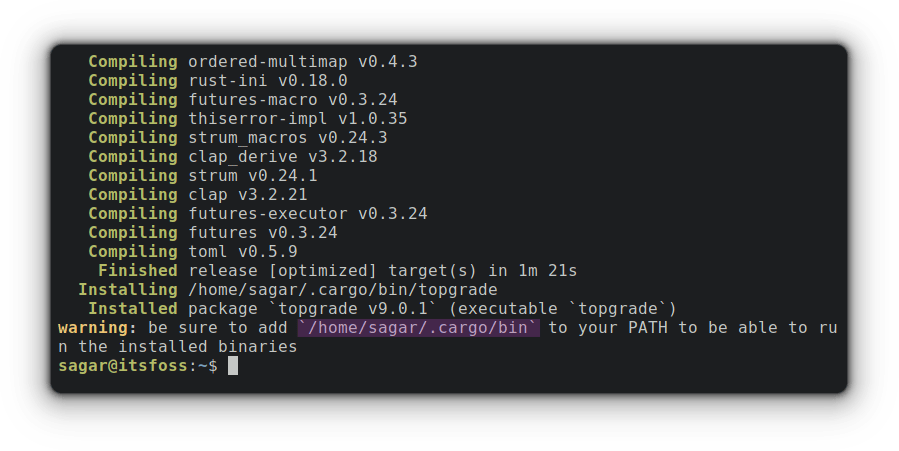 Compiling ordered-multimap v0.4.3
Compiling rust-ini v0.18.0
Compiling futures-macro v0.3.24
Compiling thiserror-impl v1.0.35
Compiling strum_macros v0.24.3
Compiling clap_derive v3.2.18
Compiling strum v0.24.1
Compiling clap v3.2.21
Compiling futures-executor v0.3.24
Compiling futures v0.3.24
Compiling toml v0.5.9
Finished release [optimized] target(s) in 1m 21s
Installing /home/sagar/.cargo/bin/topgrade
Installed package `topgrade v9.0.1` (executable `topgrade`)
warning: be sure to add `/home/sagar/.cargo/bin` to your PATH to be able to ru
n the installed binaries
sagar@itsfoss:~$